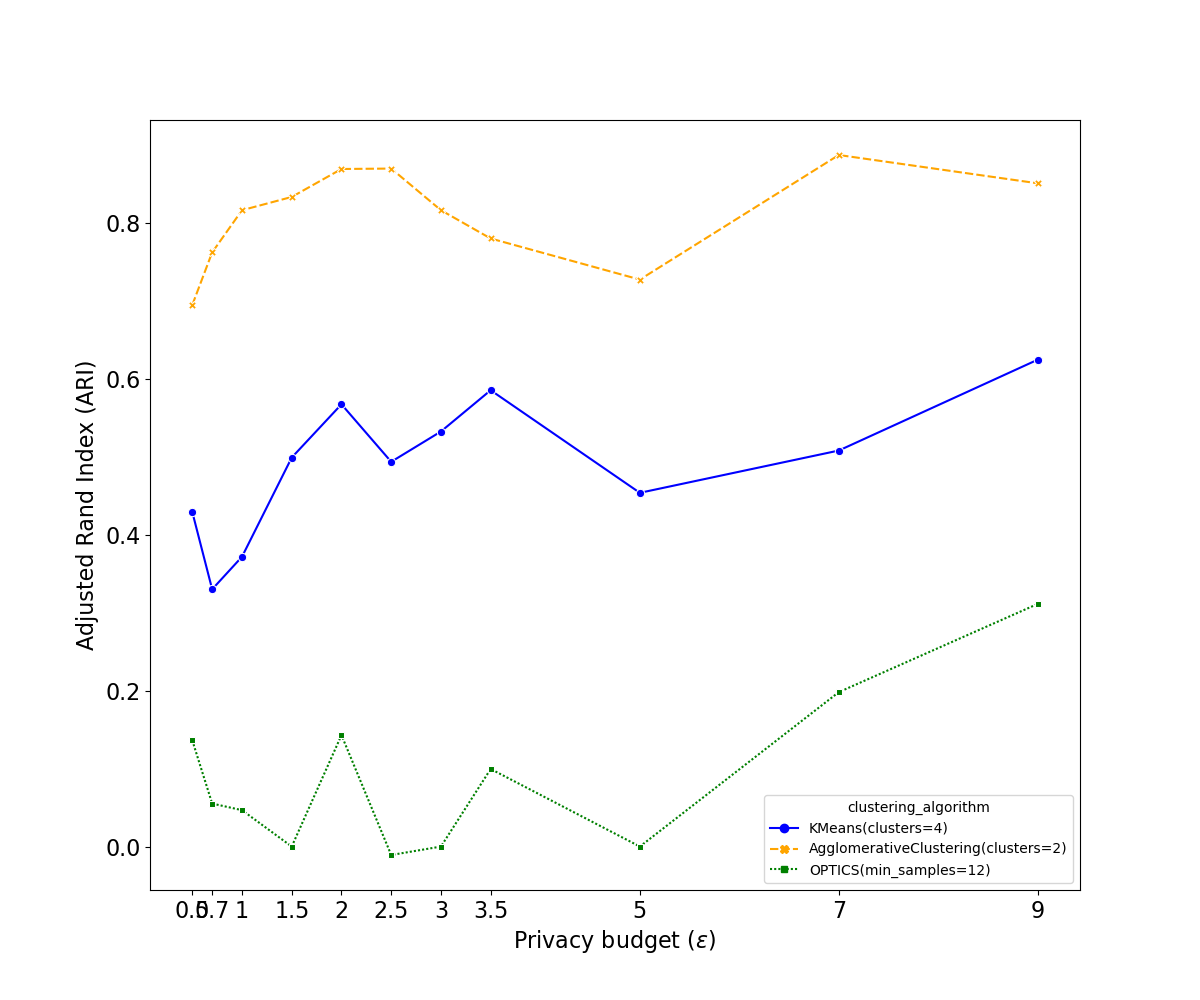 Adjusted Rand Index (ARI)
0.8
0.6
0.4
0.2
0.0
0.5 0.7 1 1.5 2 2.5 3 3.5 5 7 9
Privacy budget (ε)
clustering_algorithm
KMeans(clusters=4)
AgglomerativeClustering(clusters=2)
OPTICS(min_samples=12)